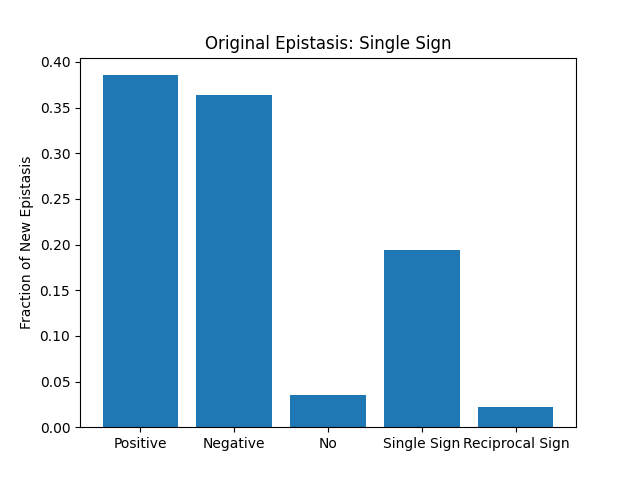 Original Epistasis: Single Sign
Fraction of New Epistasis
0.40
0.35
0.30
0.25
0.20
0.15
0.10
0.05
0.00
Positive
Negative
No
Single Sign
Reciprocal Sign